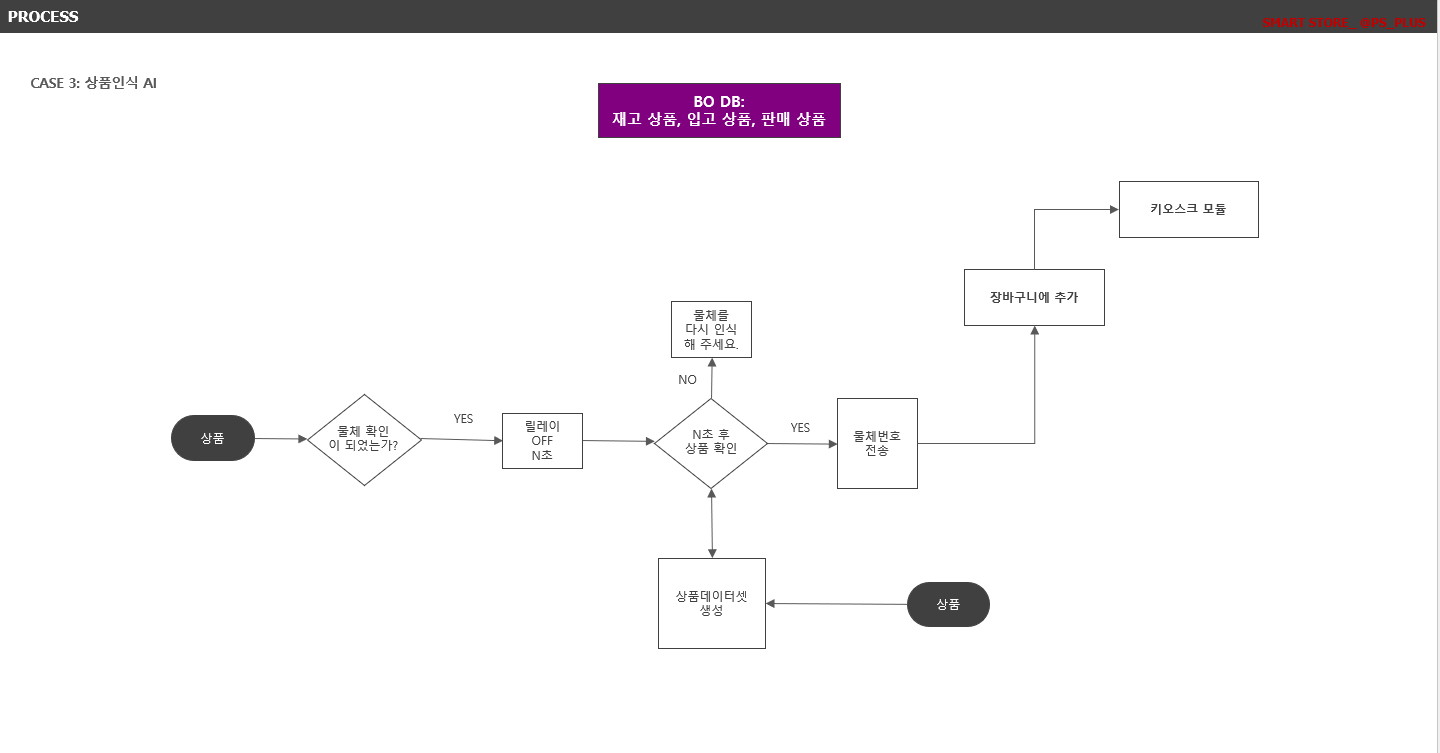 PROCESS
SMART STORE_ #PS_PLUS
CASE 3: 상품인식 AI
BO DB:
재고 상품, 입고 상품, 판매 상품
키오스크 모듈
장바구니에 추가
물체를
다시 인식
해 주세요.
NO
상품
물체 확인
이 되었는가?
YES
릴레이
OFF
N초
N초 후
상품 확인
YES
물체번호
전송
상품데이터셋
생성
상품